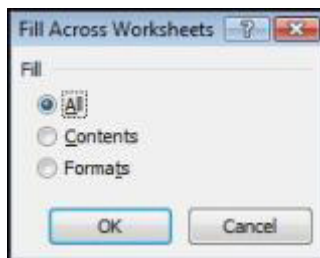 Fill Across Worksheets
Fill
All
Contents
Formats
OK Cancel